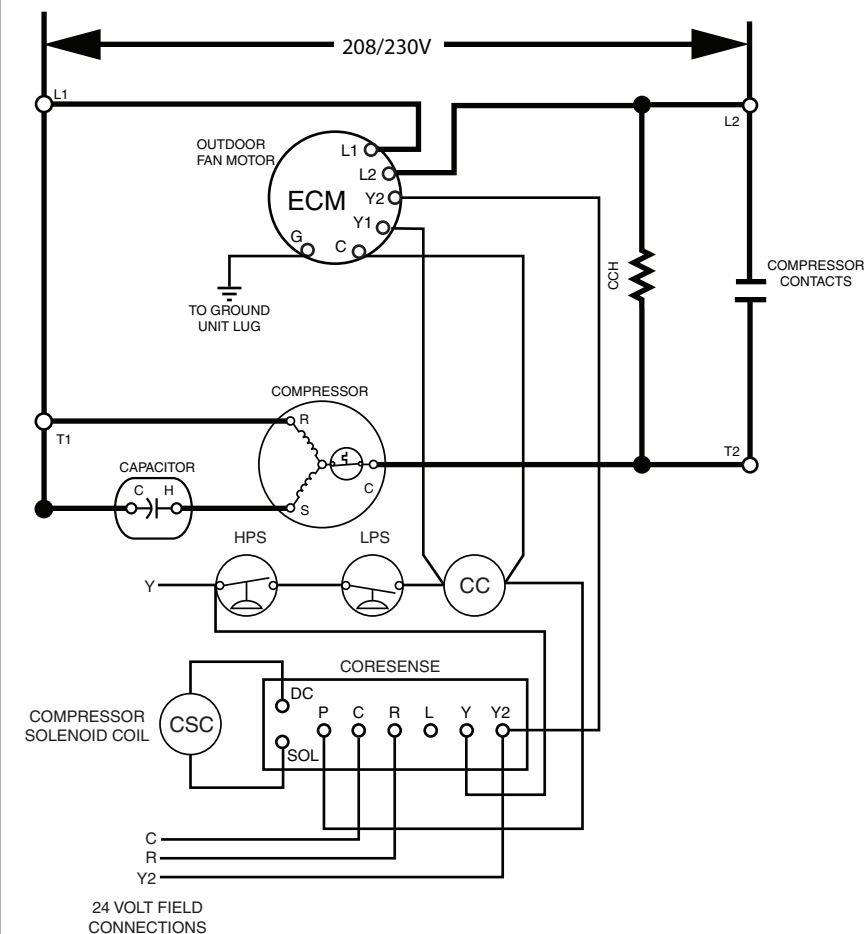 208/230V
L1
L2
OUTDOOR
FAN MOTOR
L1
L2
ECM
Y2
Y1
G
C
TO GROUND
UNIT LUG
CCH
COMPRESSOR
CONTACTS
COMPRESSOR
R
T1
T2
CAPACITOR
C H
C
S
HPS
LPS
Y
CC
CORESENSE
DC
P C R L Y Y2
COMPRESSOR
SOLENOID COIL
CSC
SOL
C
R
Y2
24 VOLT FIELD
CONNECTIONS